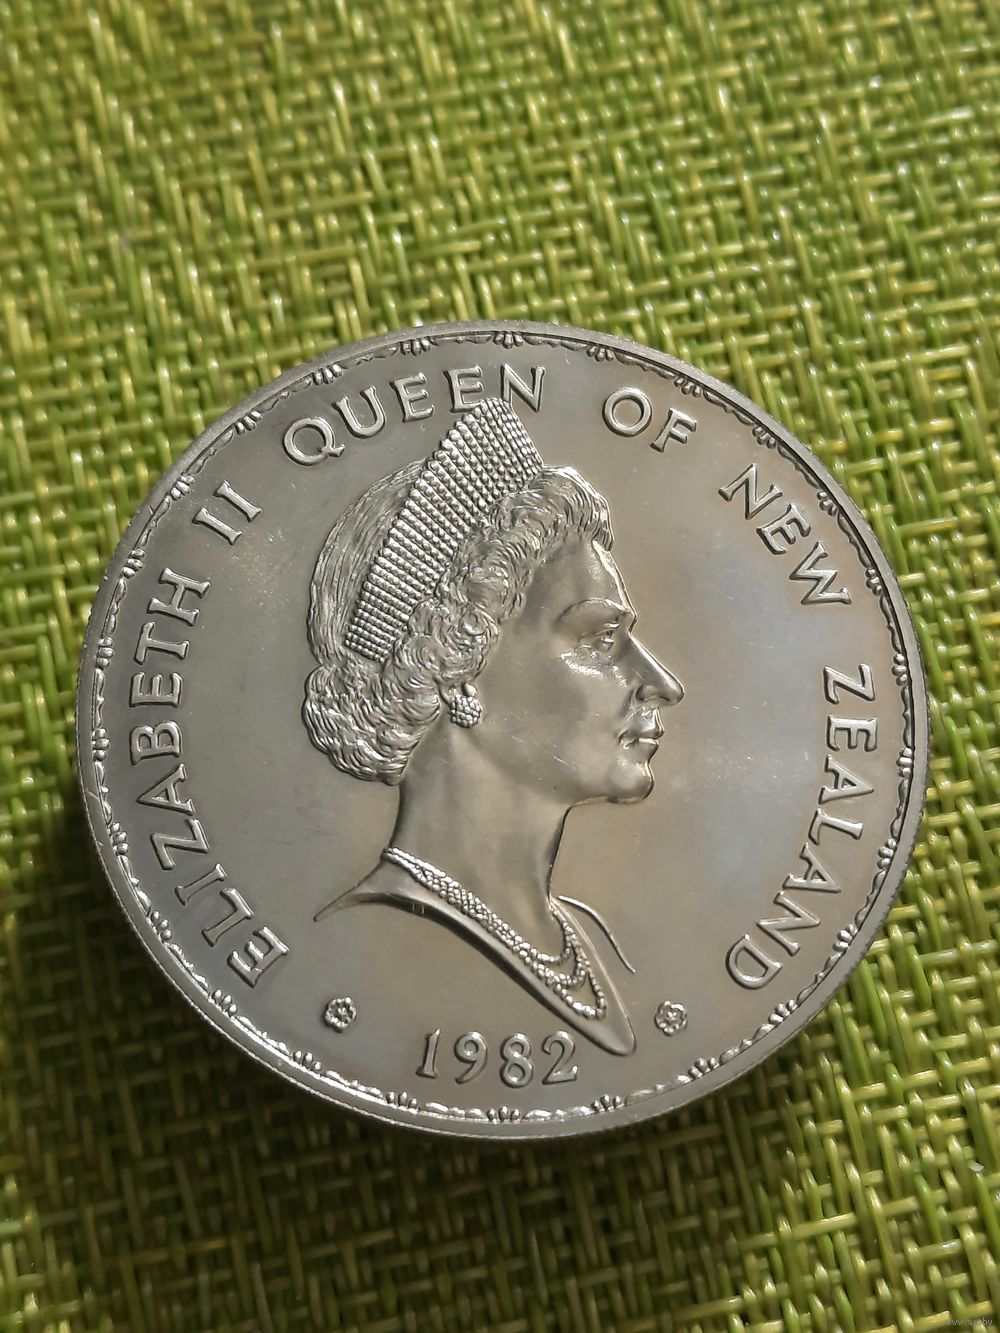 ELIZABETH II QUEEN OF NEW ZEALAND
1982